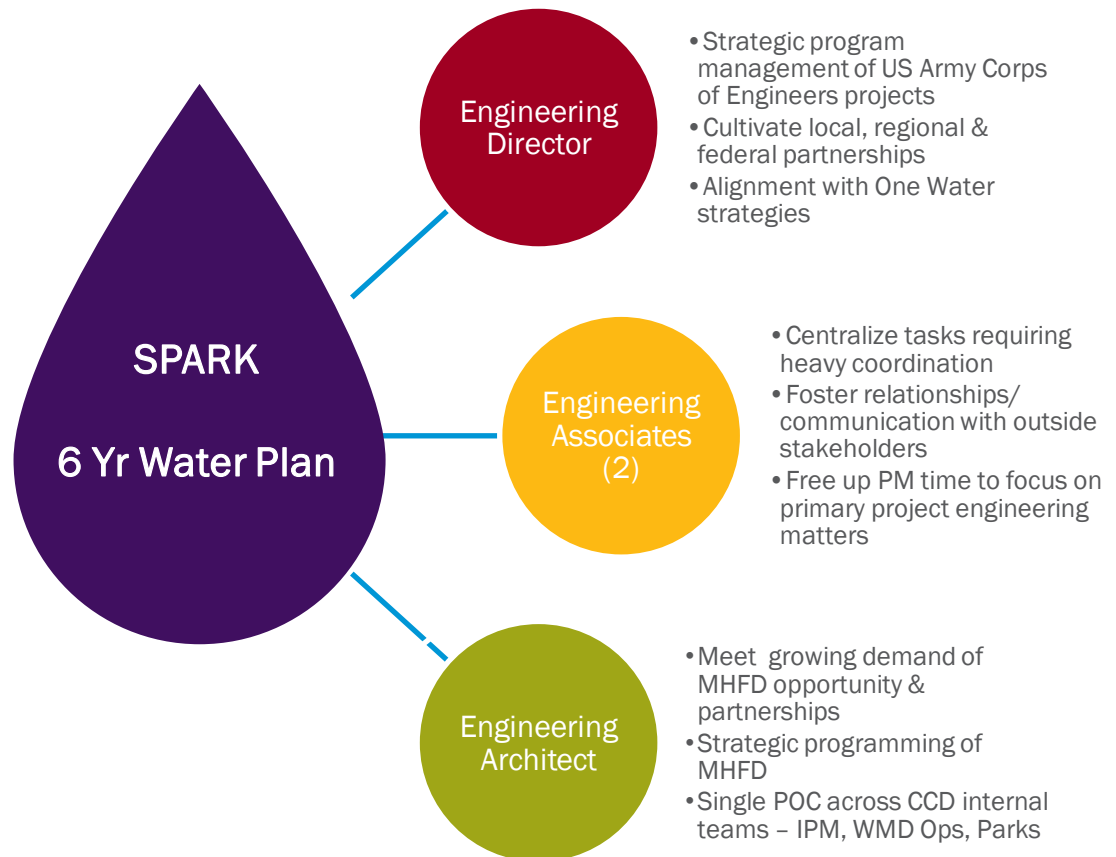 SPARK
6 Yr Water Plan
Engineering
Director
•Strategic program
management of US Army Corps
of Engineers projects
•Cultivate local, regional &
federal partnerships
•Alignment with One Water
strategies
Engineering
Associates
(2)
•Centralize tasks requiring
heavy coordination
•Foster relationships/
communication with outside
stakeholders
•Free up PM time to focus on
primary project engineering
matters
Engineering
Architect
•Meet growing demand of
MHFD opportunity &
partnerships
•Strategic programming of
MHFD
•Single POC across CCD internal
teams – IPM, WMD Ops, Parks